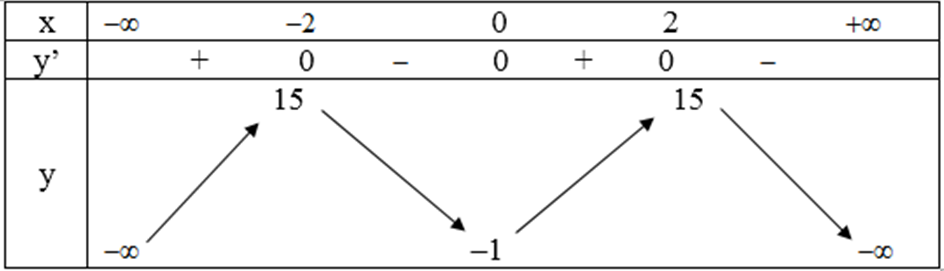 x −∞ −2 0 2 +∞
y’ + 0 − 0 + 0 −
15 15
y
−∞ −1 −∞